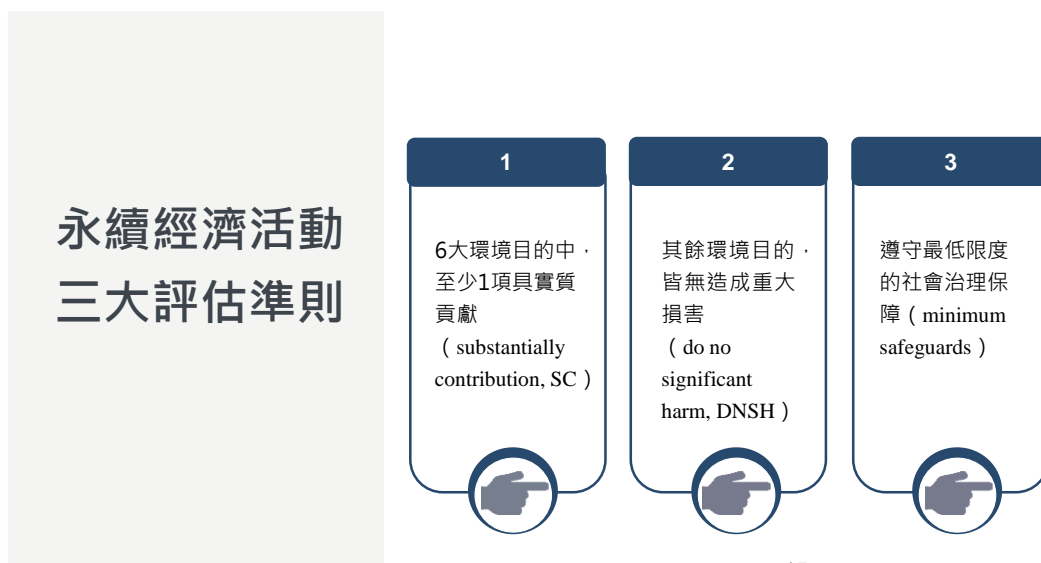 永續經濟活動
三大評估準則
1
6大環境目的中，
至少1項具實質
貢獻
（substantially
contribution, SC）
2
其餘環境目的，
皆無造成重大
損害
（do no
significant
harm, DNSH）
3
遵守最低限度
的社會治理保
障（minimum
safeguards）